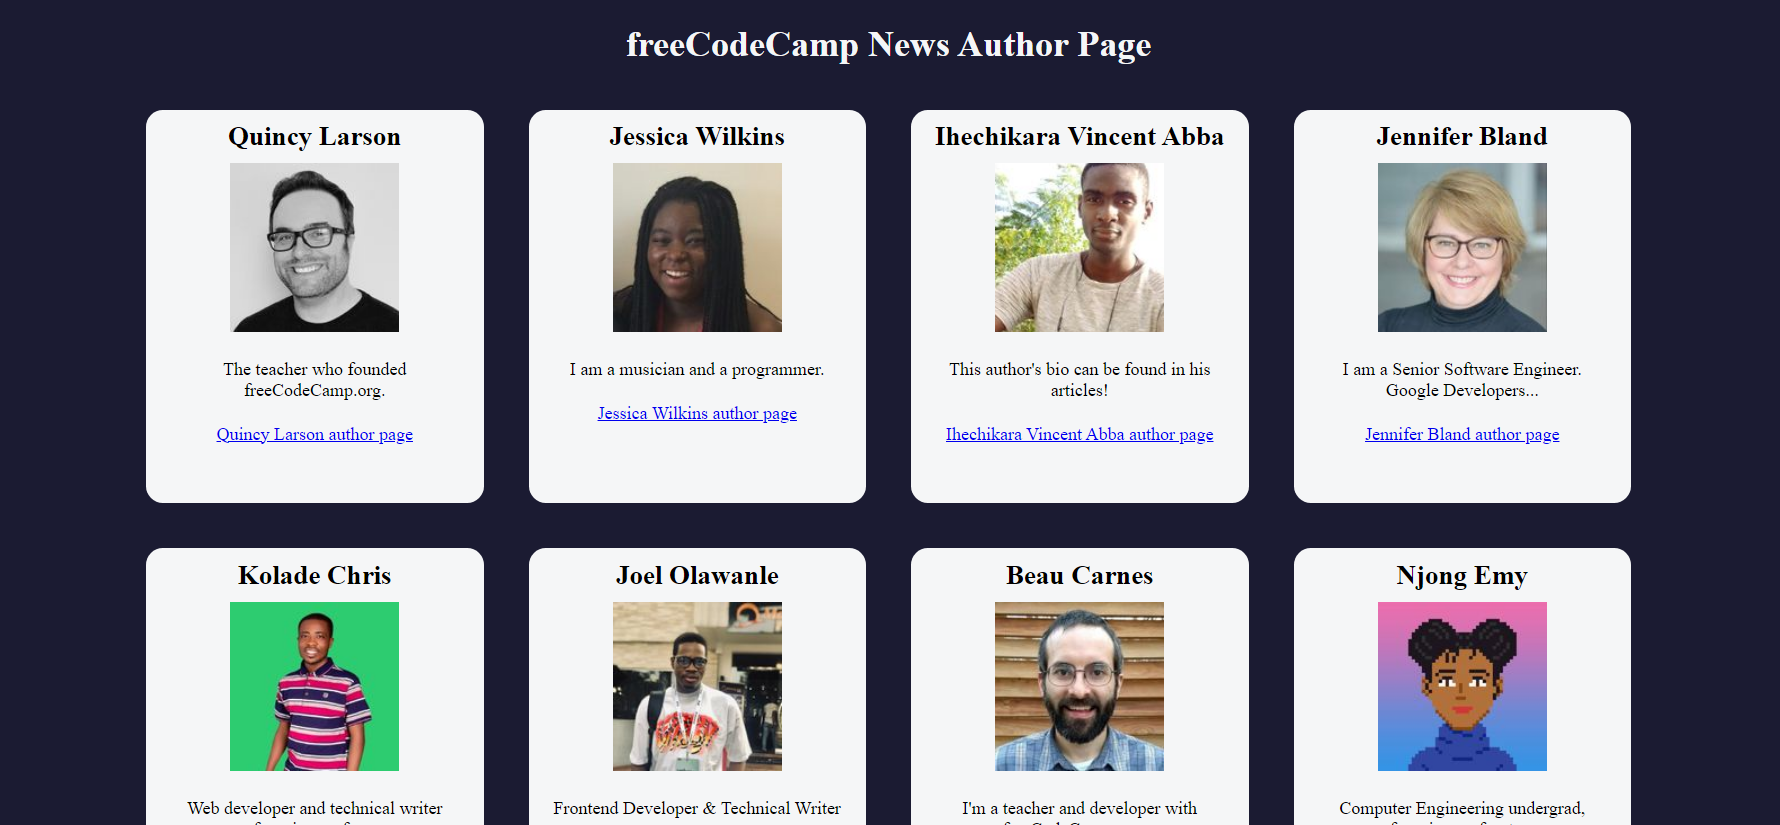 freeCodeCamp News Author Page
Quincy Larson
The teacher who founded
freeCodeCamp.org.
Quincy Larson author page
Jessica Wilkins
I am a musician and a programmer.
Jessica Wilkins author page
Ihechikara Vincent Abba
This author's bio can be found in his
articles!
Ihechikara Vincent Abba author page
Jennifer Bland
I am a Senior Software Engineer.
Google Developers...
Jennifer Bland author page
Kolade Chris
Web developer and technical writer
Joel Olawanle
Frontend Developer & Technical Writer
Beau Carnes
I'm a teacher and developer with
Njong Emy
Computer Engineering undergrad,